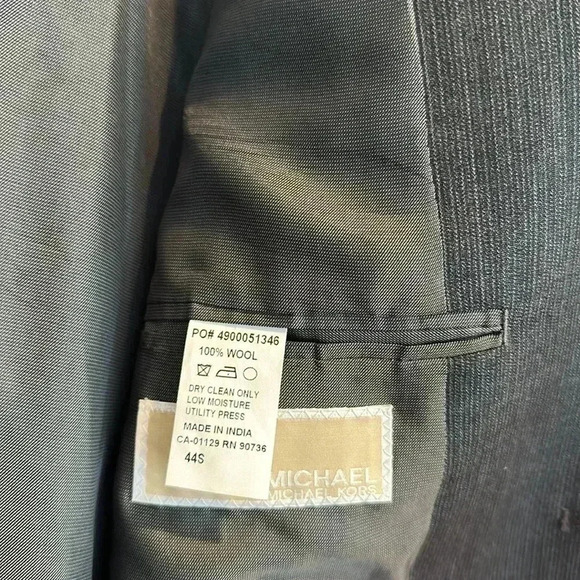 PO# 4900051346
100% WOOL
DRY CLEAN ONLY
LOW MOISTURE
UTILITY PRESS
MADE IN INDIA
CA-01129 RN 90736
44S
MICHAEL
MICHAEL KORS